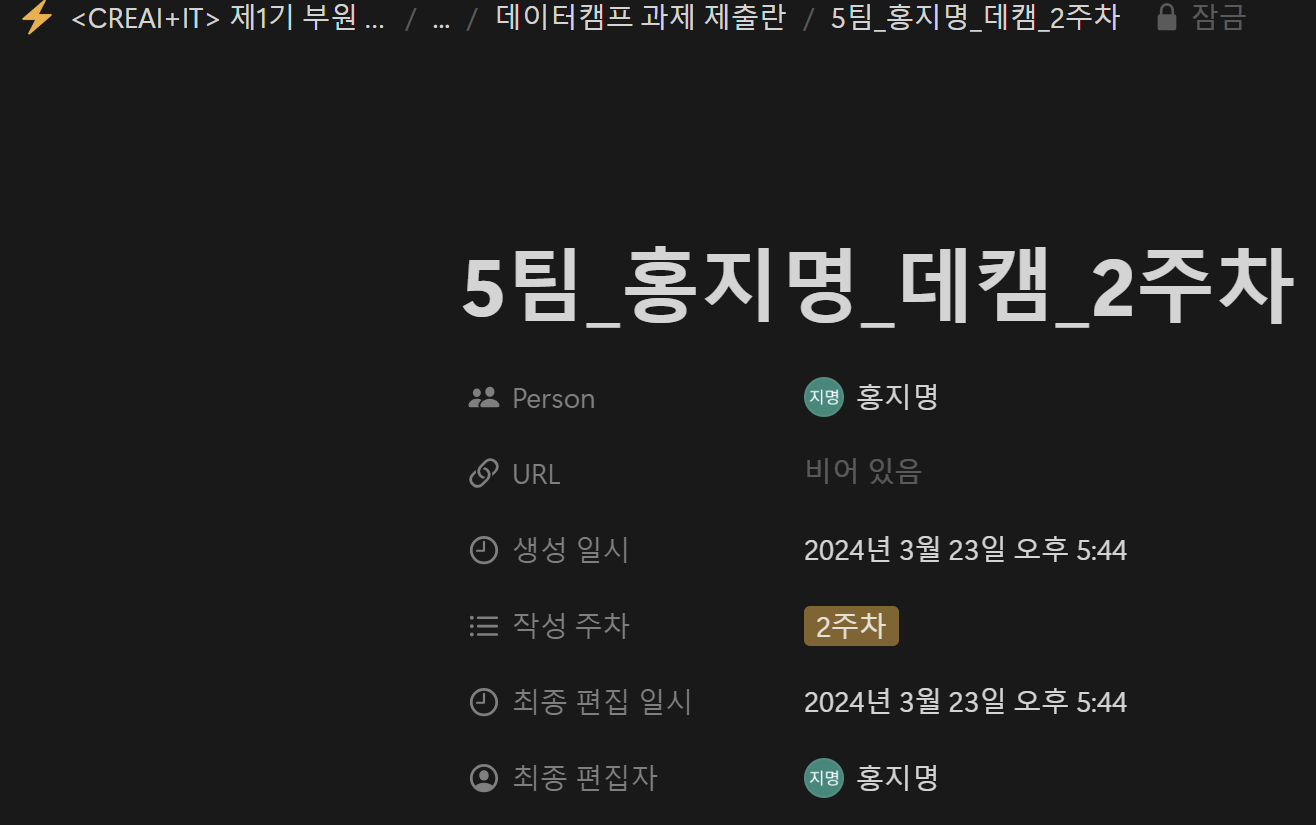 <CREAI+IT> 제1기 부원 ... / ... / 데이터캠프 과제 제출란 / 5팀_홍지명_데캠_2주차 잠금
5팀_홍지명_데캠_2주차
Person 지명 홍지명
URL 비어 있음
생성 일시 2024년 3월 23일 오후 5:44
작성 주차 2주차
최종 편집 일시 2024년 3월 23일 오후 5:44
최종 편집자 지명 홍지명